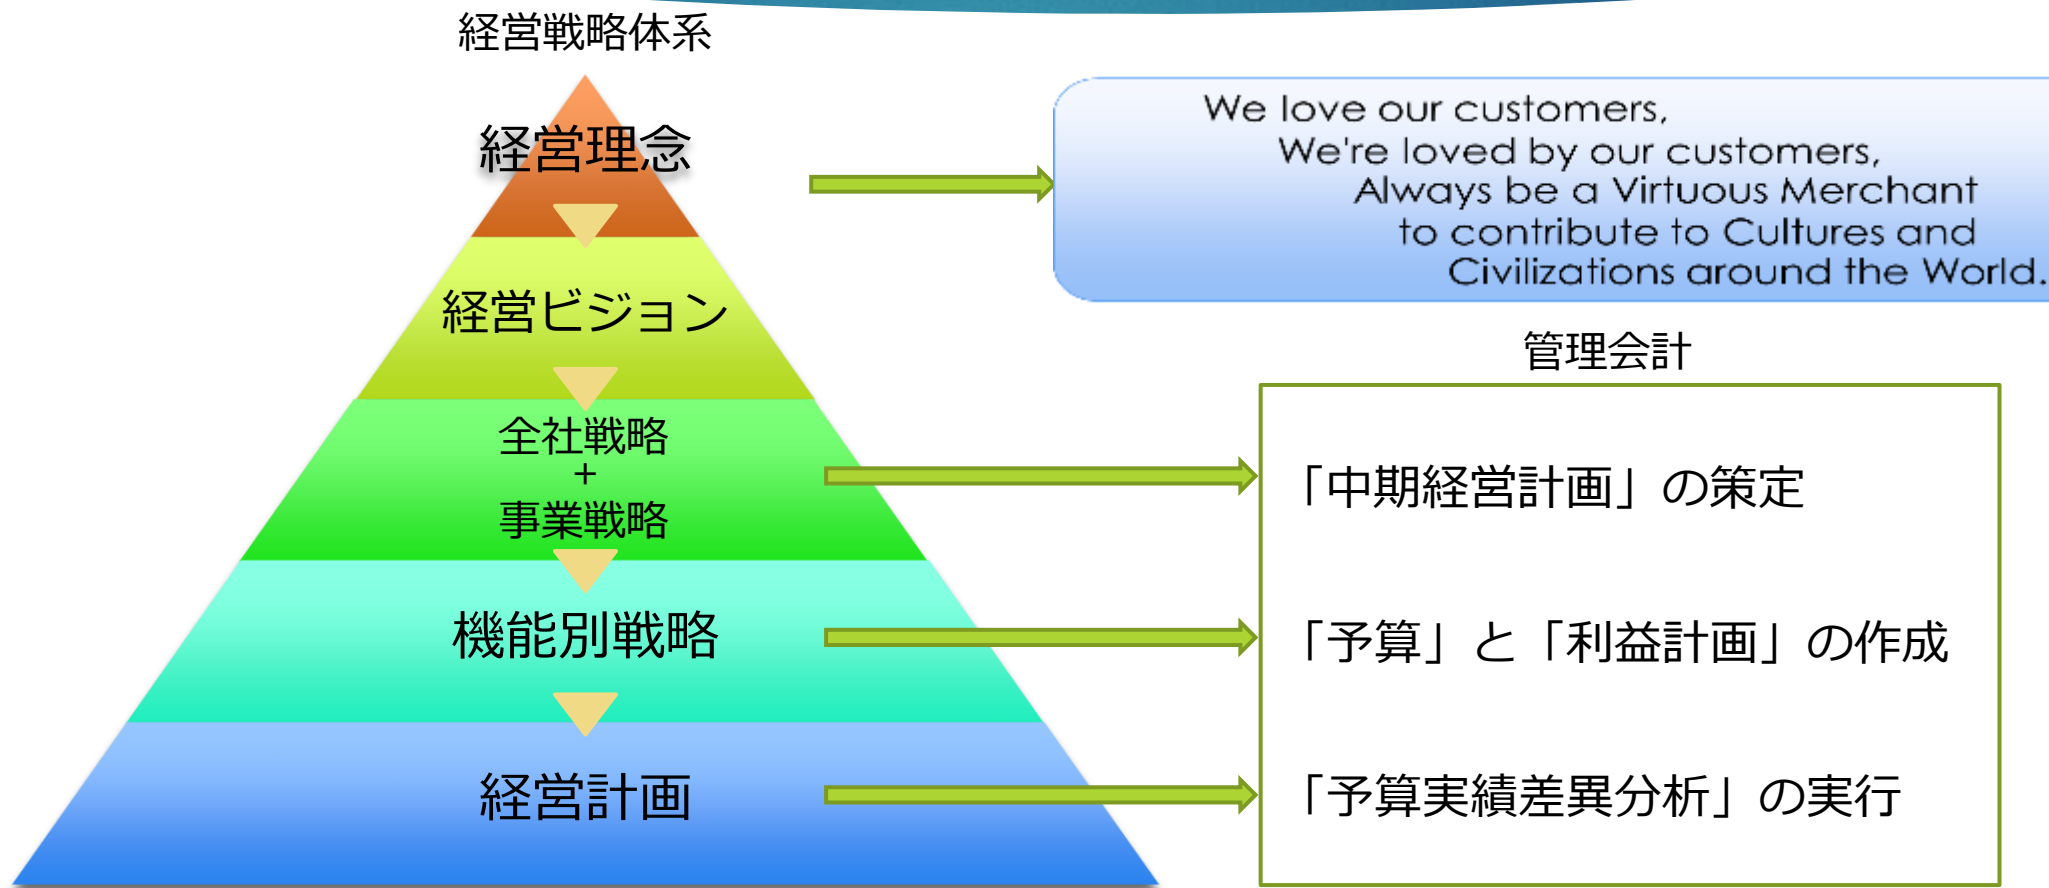 経営戦略体系
経営理念
経営ビジョン
全社戦略
+
事業戦略
機能別戦略
経営計画
We love our customers,
We're loved by our customers,
Always be a Virtuous Merchant
to contribute to Cultures and
Civilizations around the World.
管理会計
「中期経営計画」の策定
「予算」と「利益計画」の作成
「予算実績差異分析」の実行